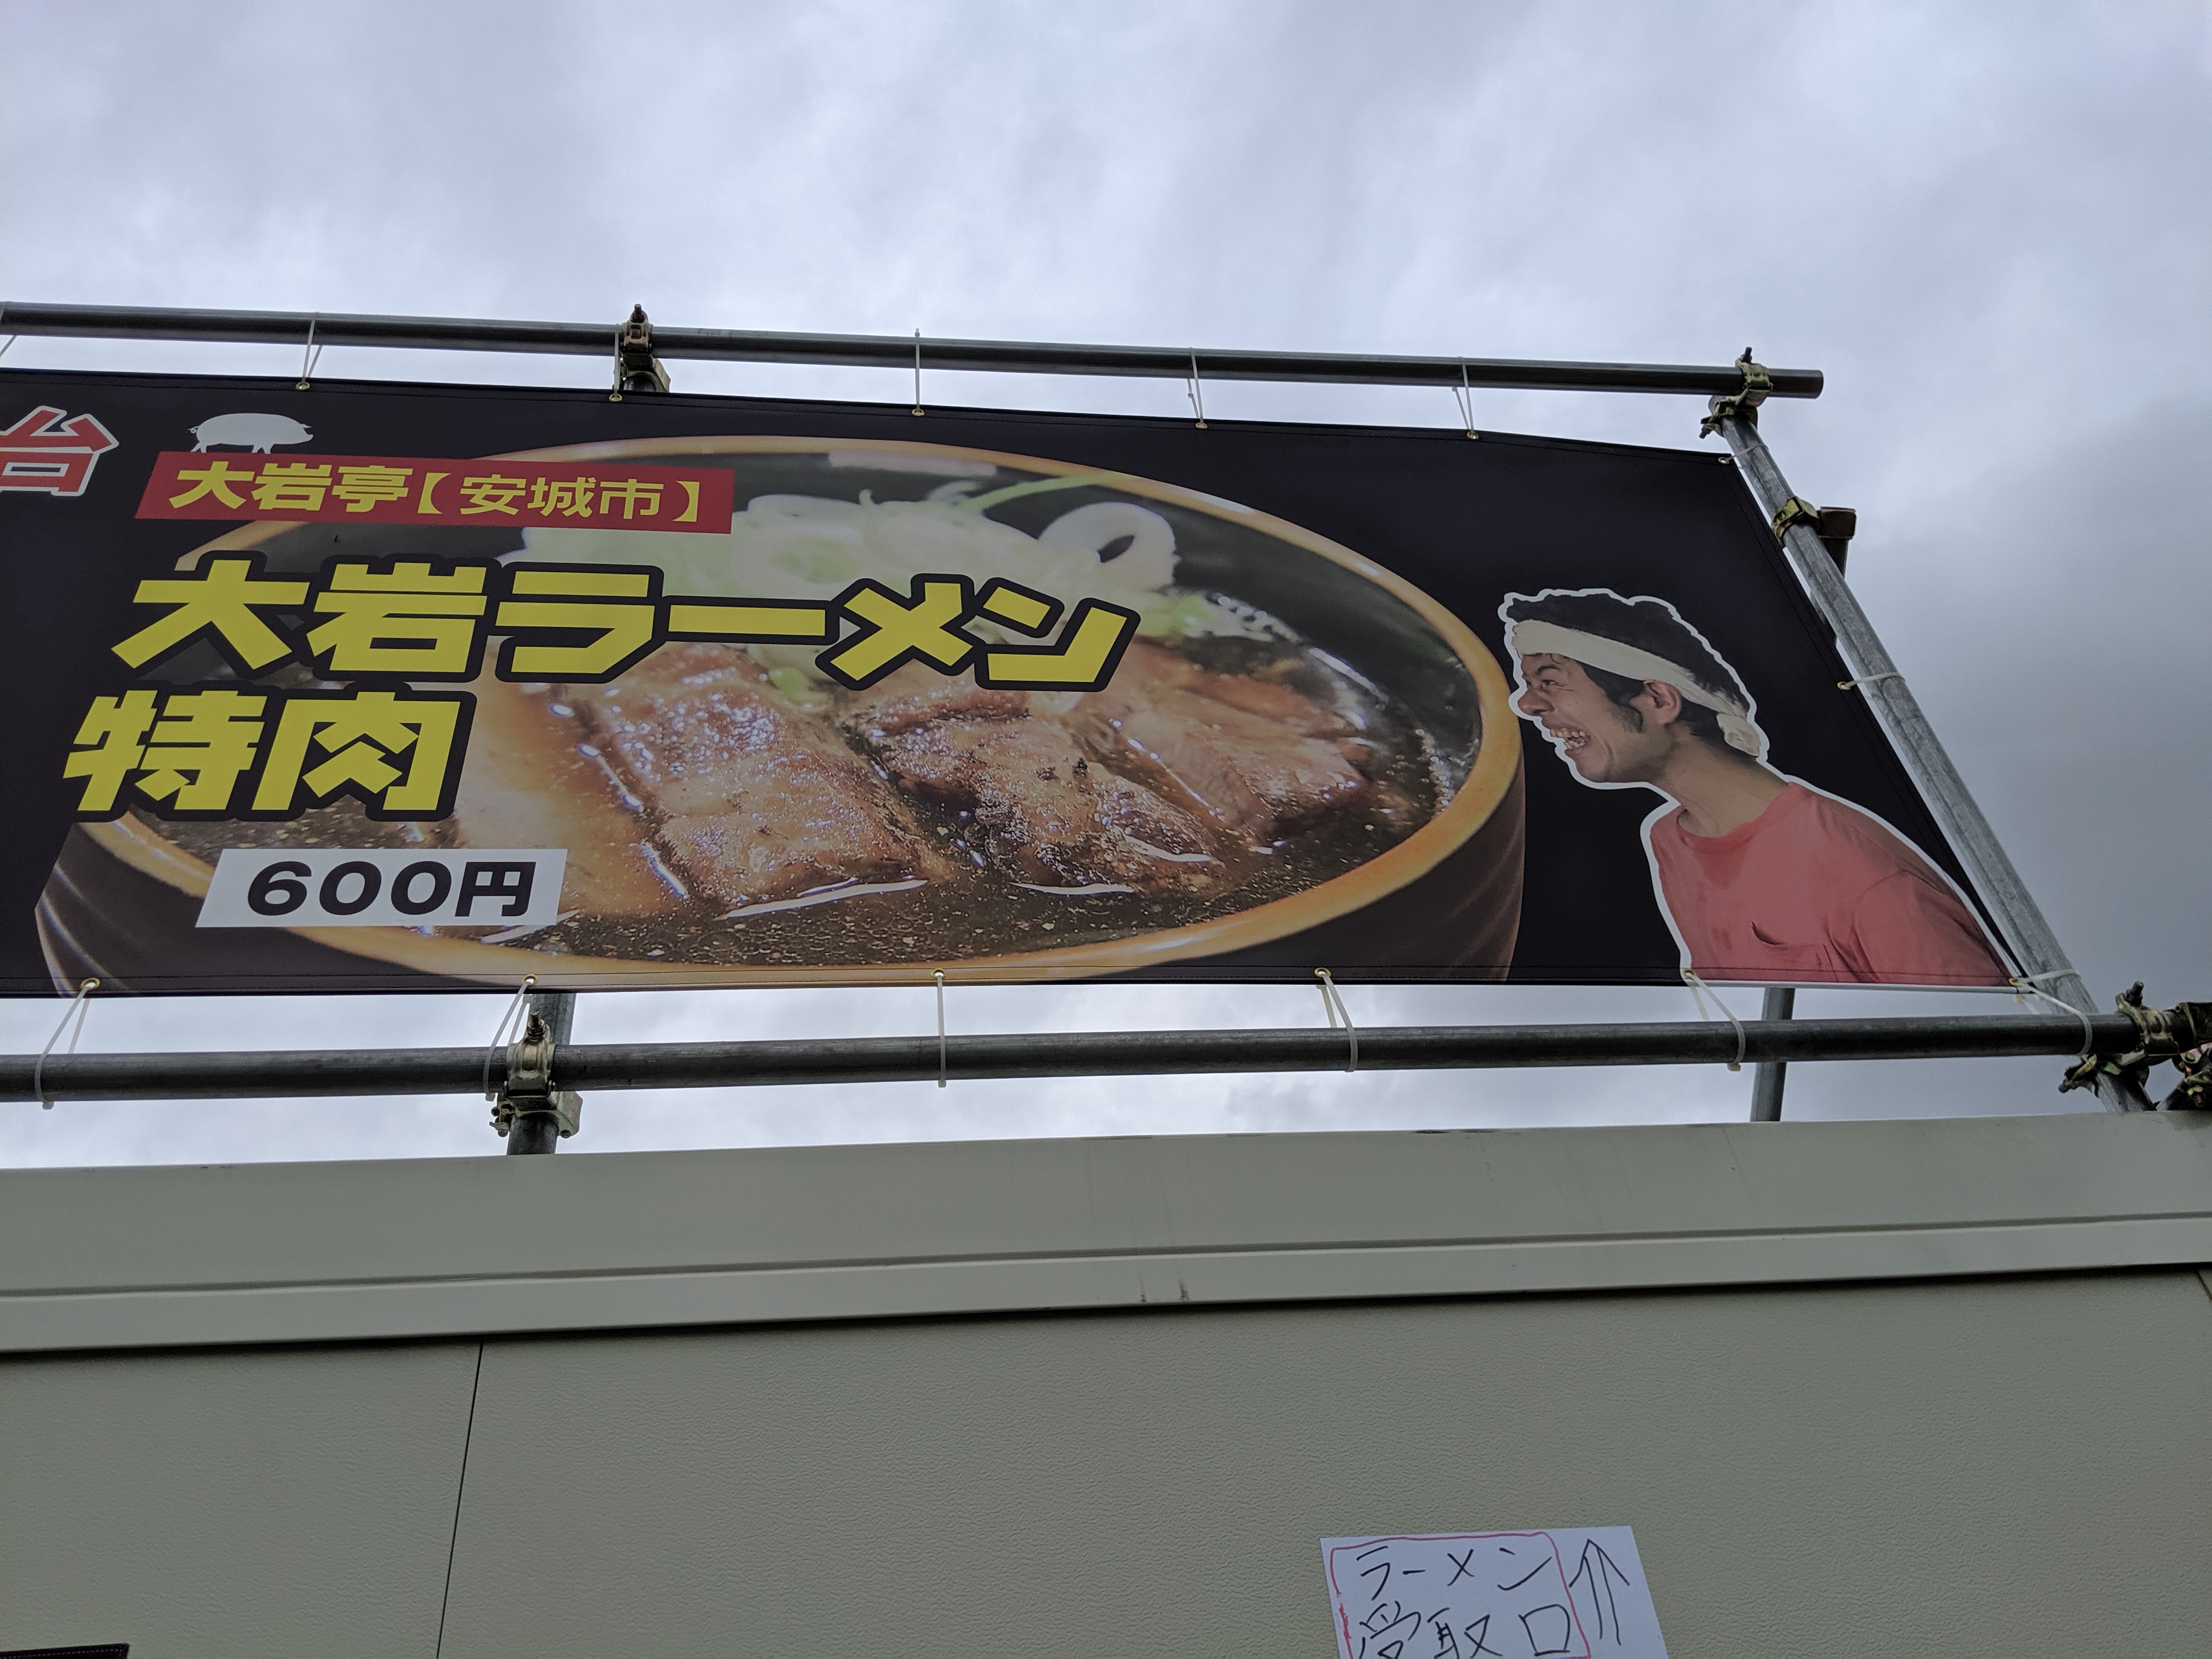 台
大岩亭【安城市】
大岩ラーメン
特肉
600円
ラーメン
受取口